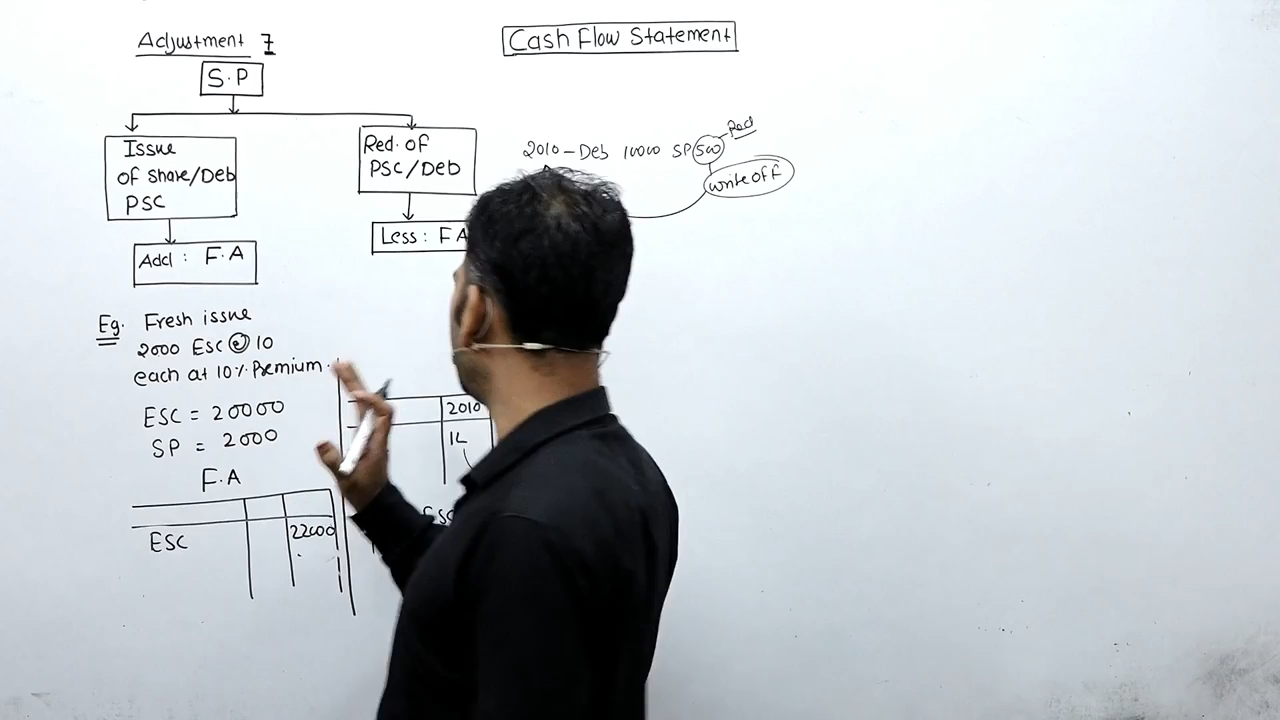 Adjustment 7
Cash Flow Statement
S.P
Issue
of share/Deb
PSC
Red. of
PSC/Deb
2010 - Deb 10000 SP 500
Red
write off
Add : F.A
Less : F A
Eg. Fresh issue
2000 ESC @ 10
each at 10% Premium.
ESC = 20000
SP = 2000
F.A
ESC
22000
2010
1L
ESC